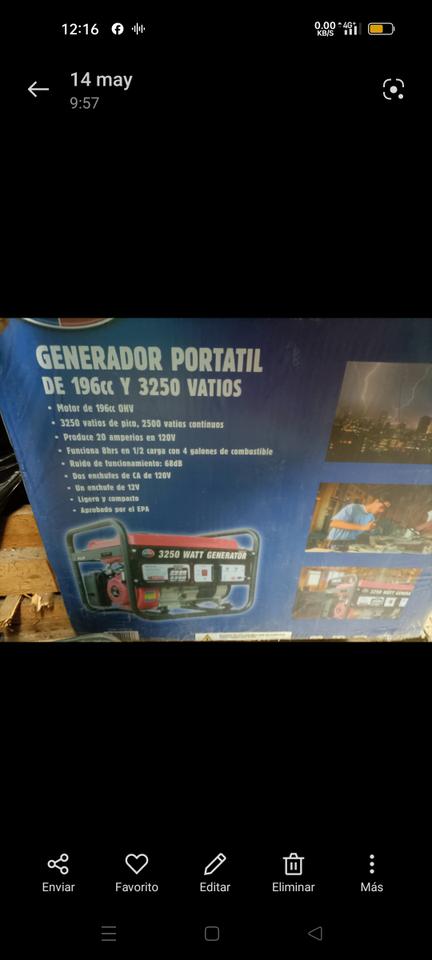 12:16
0.00 KB/S 4G+
14 may
9:57
GENERADOR PORTATIL
DE 196cc Y 3250 VATIOS
• Motor de 196cc OHV
• 3250 vatios de pico, 2500 vatios continuos
• Produce 20 amperios en 120V
• Funciona 8hrs en 1/2 carga con 4 galones de combustible
• Ruido de funcionamiento: 68dB
• Dos enchufes de CA de 120V
• Un enchufe de 12V
• Ligero y compacto
• Aprobado por el EPA
3250 WATT GENERATOR
3250 WATT GENERA
Enviar
Favorito
Editar
Eliminar
Más